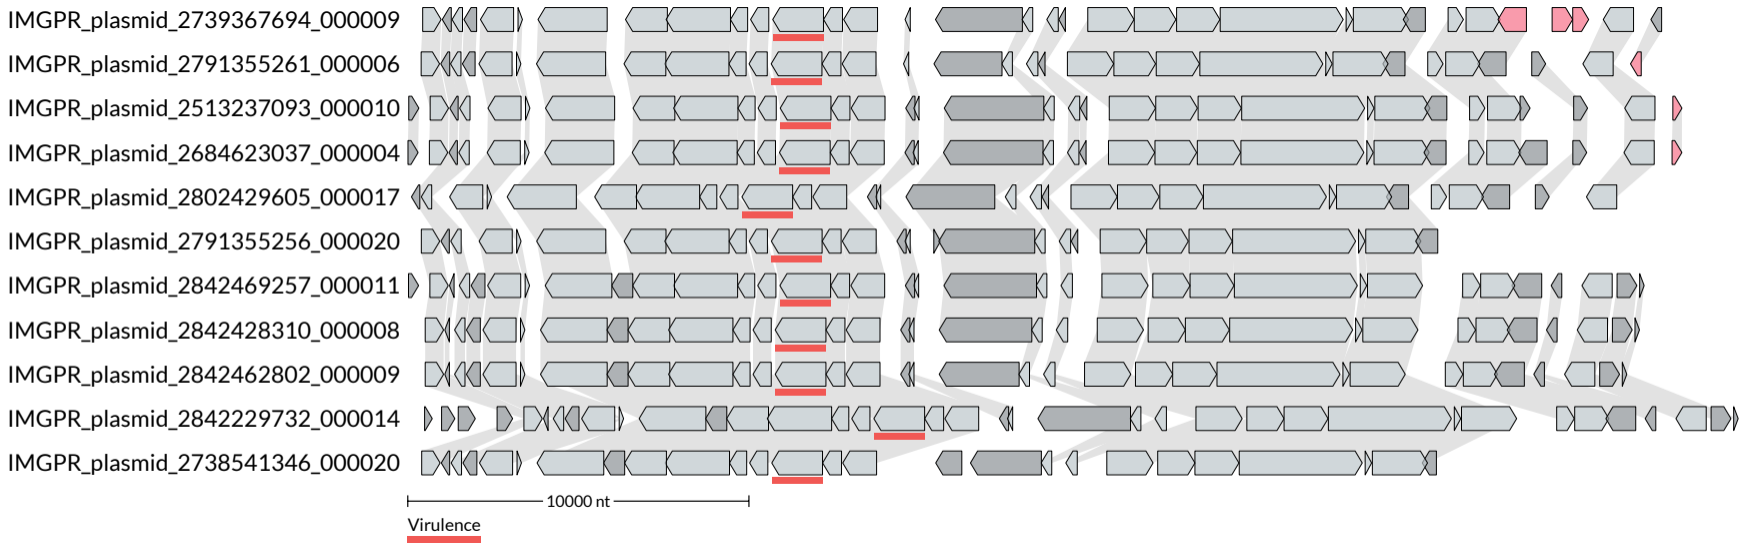 IMGPR_plasmid_2739367694_000009
IMGPR_plasmid_2791355261_000006
IMGPR_plasmid_2513237093_000010
IMGPR_plasmid_2684623037_000004
IMGPR_plasmid_2802429605_000017
IMGPR_plasmid_2791355256_000020
IMGPR_plasmid_2842469257_000011
IMGPR_plasmid_2842428310_000008
IMGPR_plasmid_2842462802_000009
IMGPR_plasmid_2842229732_000014
IMGPR_plasmid_2738541346_000020
10000 nt
Virulence